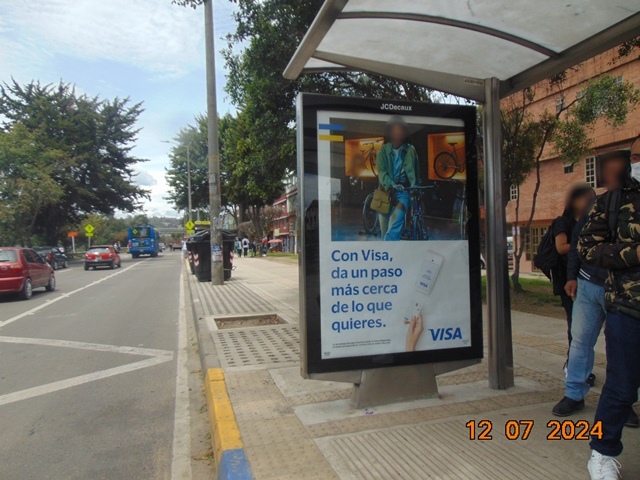 JCDecaux
Con Visa,
da un paso
más cerca
de lo que
quieres.
VISA
12 07 2024